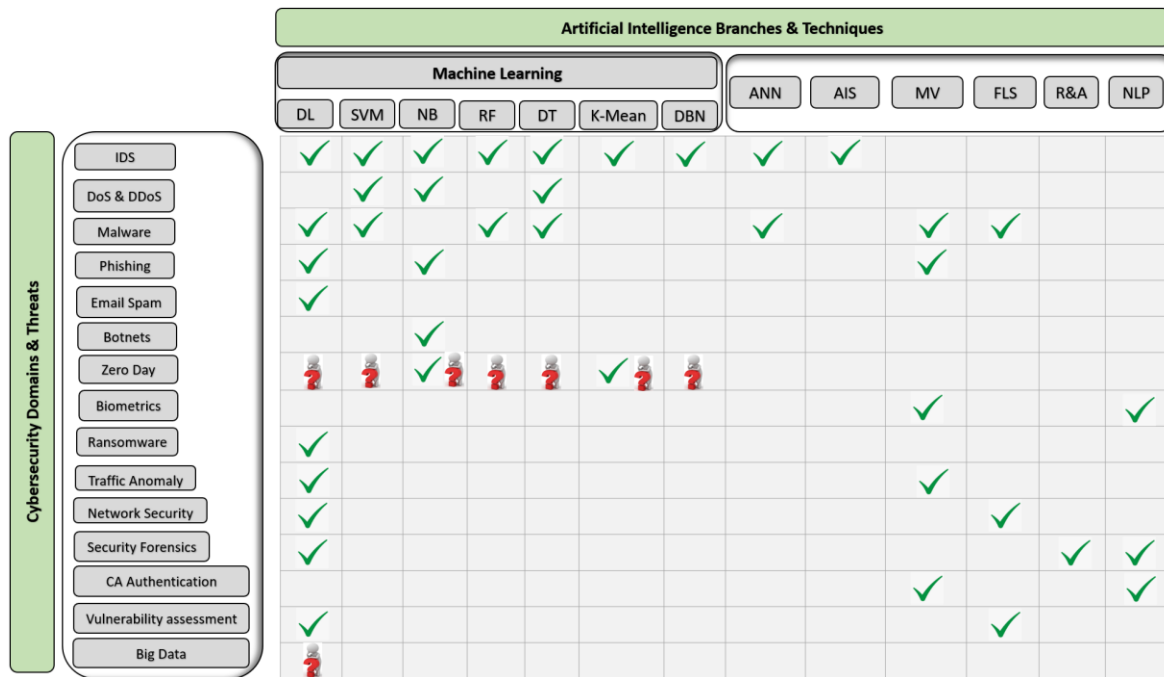 Artificial Intelligence Branches & Techniques
Machine Learning
DL SVM NB RF DT K-Mean DBN ANN AIS MV FLS R&A NLP
Cybersecurity Domains & Threats
IDS
DoS & DDoS
Malware
Phishing
Email Spam
Botnets
Zero Day
Biometrics
Ransomware
Traffic Anomaly
Network Security
Security Forensics
CA Authentication
Vulnerability assessment
Big Data